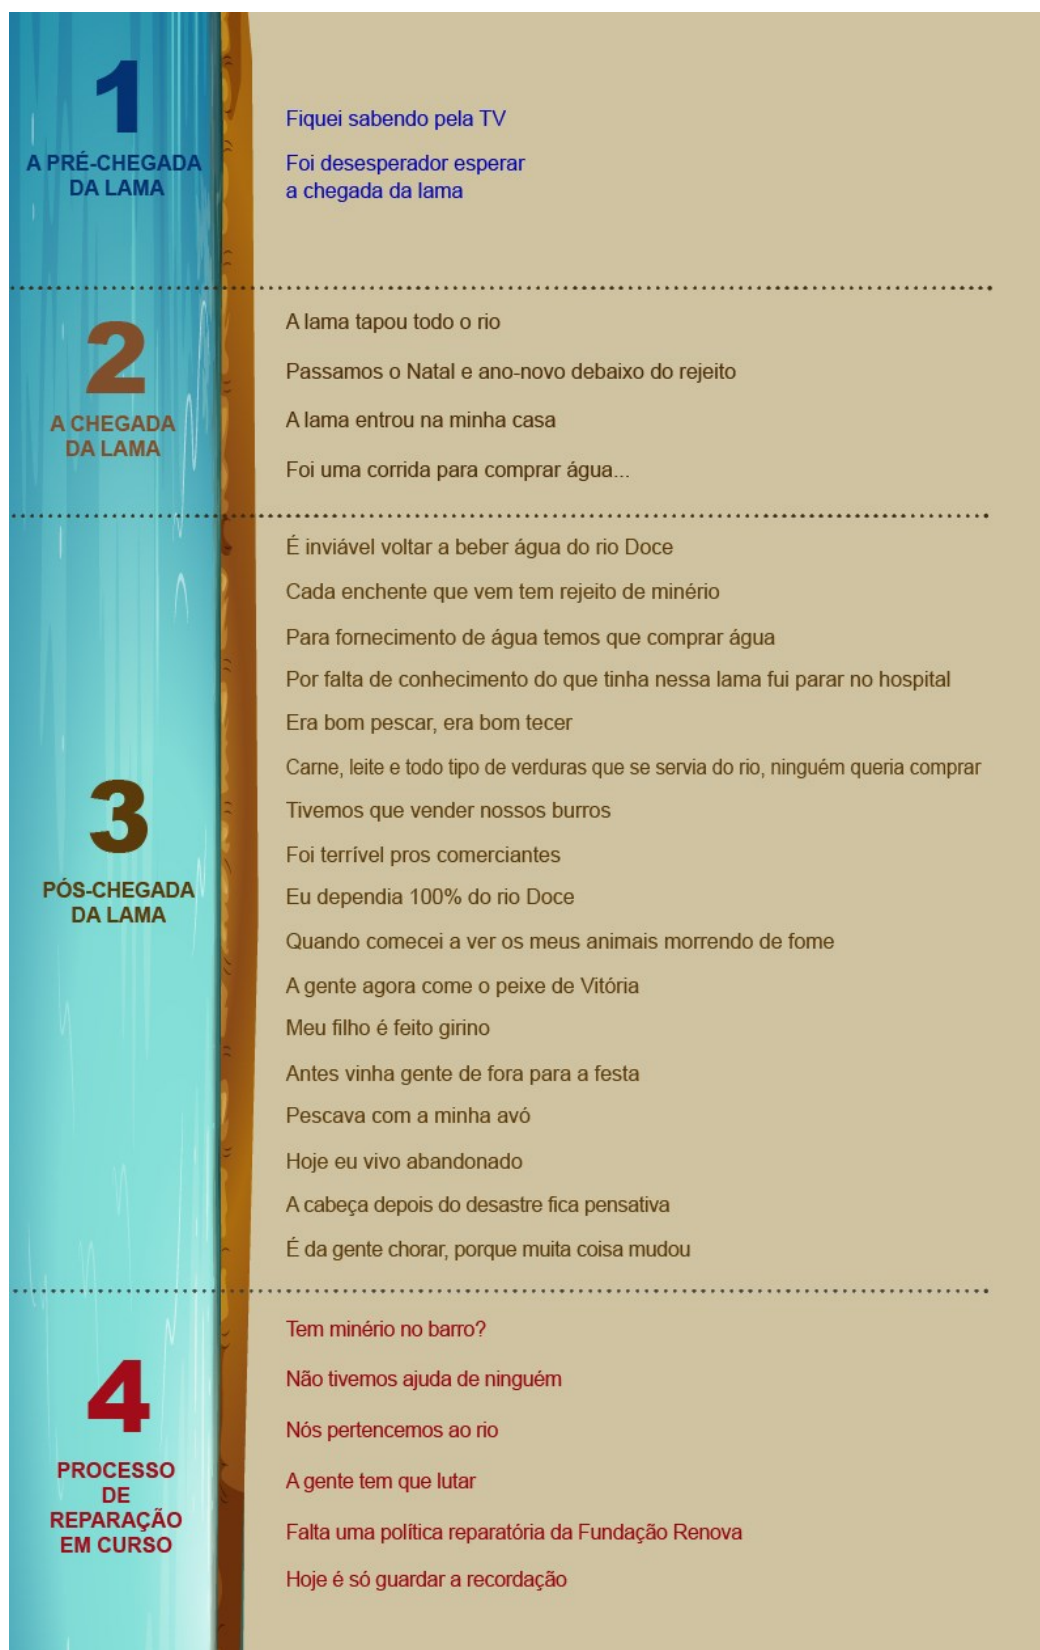 1
A PRÉ-CHEGADA
DA LAMA
Fiquei sabendo pela TV
Foi desesperador esperar
a chegada da lama
2
A CHEGADA
DA LAMA
A lama tapou todo o rio
Passamos o Natal e ano-novo debaixo do rejeito
A lama entrou na minha casa
Foi uma corrida para comprar água...
3
PÓS-CHEGADA
DA LAMA
É inviável voltar a beber água do rio Doce
Cada enchente que vem tem rejeito de minério
Para fornecimento de água temos que comprar água
Por falta de conhecimento do que tinha nessa lama fui parar no hospital
Era bom pescar, era bom tecer
Carne, leite e todo tipo de verduras que se servia do rio, ninguém queria comprar
Tivemos que vender nossos burros
Foi terrível pros comerciantes
Eu dependia 100% do rio Doce
Quando comecei a ver os meus animais morrendo de fome
A gente agora come o peixe de Vitória
Meu filho é feito girino
Antes vinha gente de fora para a festa
Pescava com a minha avó
Hoje eu vivo abandonado
A cabeça depois do desastre fica pensativa
É da gente chorar, porque muita coisa mudou
4
PROCESSO
DE
REPARAÇÃO
EM CURSO
Tem minério no barro?
Não tivemos ajuda de ninguém
Nós pertencemos ao rio
A gente tem que lutar
Falta uma política reparatória da Fundação Renova
Hoje é só guardar a recordação